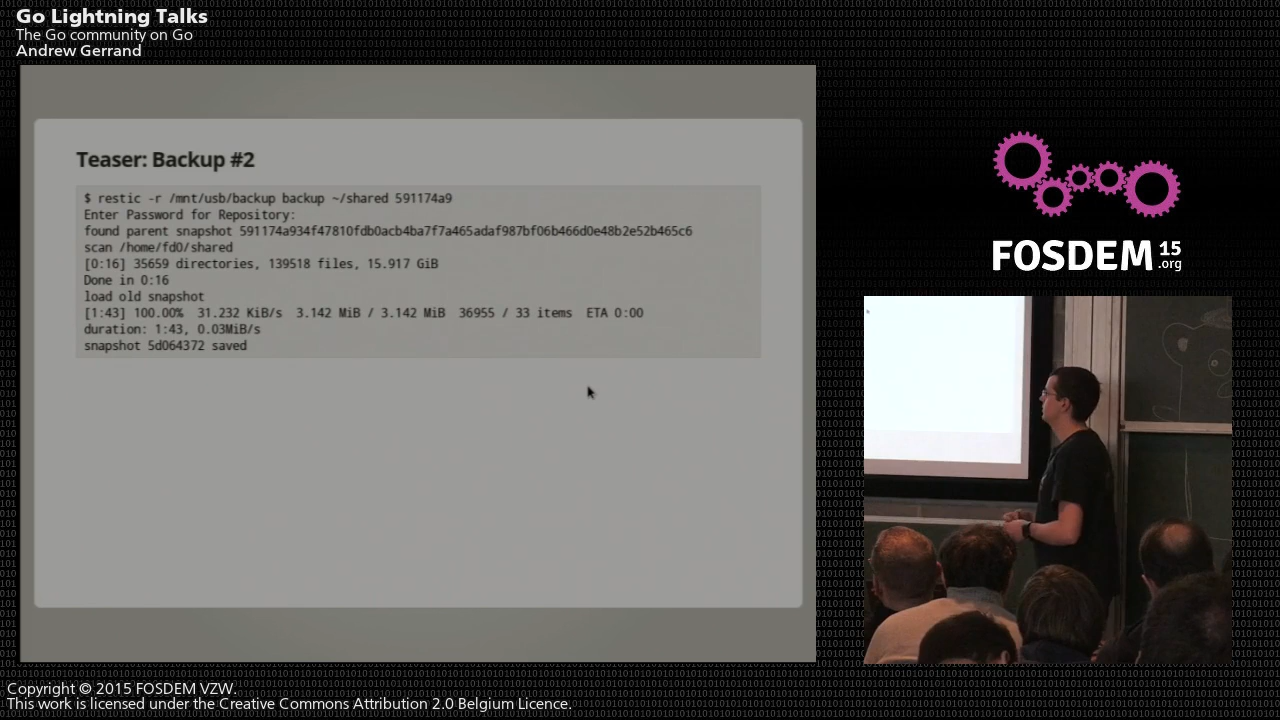 Go Lightning Talks
The Go community on Go
Andrew Gerrand
Teaser: Backup #2
$ restic -r /mnt/usb/backup backup ~/shared 591174a9
Enter Password for Repository:
found parent snapshot 591174a934f47810fdb0acb4ba7f7a465adaf987bf06b466d0e48b2e52b465c6
scan /home/fd0/shared
[0:16] 35659 directories, 139518 files, 15.917 GiB
Done in 0:16
load old snapshot
[1:43] 100.00%  31.232 KiB/s  3.142 MiB / 3.142 MiB  36955 / 33 items  ETA 0:00
duration: 1:43, 0.03MiB/s
snapshot 5d064372 saved
FOSDEM 15
.org
Copyright © 2015 FOSDEM VZW.
This work is licensed under the Creative Commons Attribution 2.0 Belgium Licence.